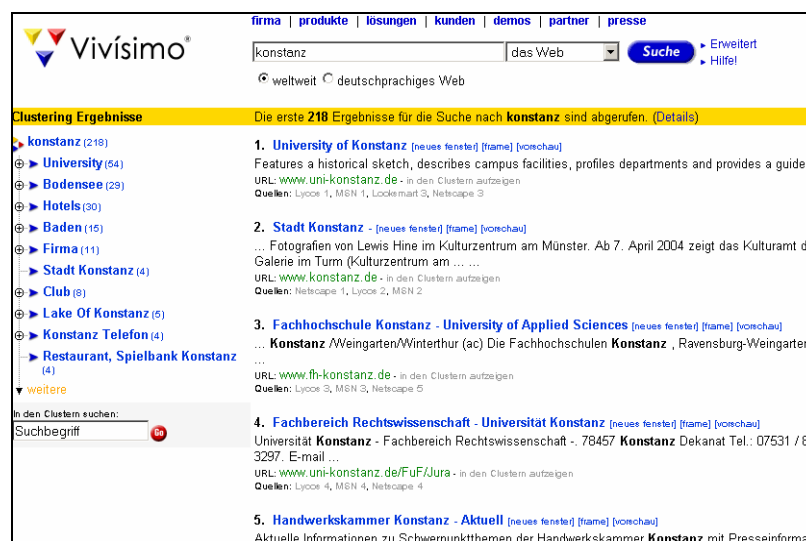 firma | produkte | lösungen | kunden | demos | partner | presse
Vivísimo®
konstanz
das Web
Suche
Erweitert
Hilfe!
weltweit
deutschprachiges Web
Clustering Ergebnisse
Die erste 218 Ergebnisse für die Suche nach konstanz sind abgerufen. (Details)
konstanz (218)
University (54)
Bodensee (29)
Hotels (30)
Baden (15)
Firma (11)
Stadt Konstanz (4)
Club (8)
Lake Of Konstanz (5)
Konstanz Telefon (4)
Restaurant, Spielbank Konstanz
(4)
weitere
In den Clustern suchen:
Suchbegriff
Go
1. University of Konstanz [neues fenster] [frame] [vorschau]
Features a historical sketch, describes campus facilities, profiles departments and provides a guide
URL: www.uni-konstanz.de - in den Clustern aufzeigen
Quellen: Lycos 1, MSN 1, Looksmart 3, Netscape 3
2. Stadt Konstanz - [neues fenster] [frame] [vorschau]
... Fotografien von Lewis Hine im Kulturzentrum am Münster. Ab 7. April 2004 zeigt das Kulturamt d
Galerie im Turm (Kulturzentrum am ... ...
URL: www.konstanz.de - in den Clustern aufzeigen
Quellen: Netscape 1, Lycos 2, MSN 2
3. Fachhochschule Konstanz - University of Applied Sciences [neues fenster] [frame] [vorschau]
... Konstanz /Weingarten/Winterthur (ac) Die Fachhochschulen Konstanz , Ravensburg-Weingarten
...
URL: www.fh-konstanz.de - in den Clustern aufzeigen
Quellen: Lycos 3, MSN 3, Netscape 5
4. Fachbereich Rechtswissenschaft - Universität Konstanz [neues fenster] [frame] [vorschau]
Universität Konstanz - Fachbereich Rechtswissenschaft -. 78457 Konstanz Dekanat Tel.: 07531 / 8
3297. E-mail ...
URL: www.uni-konstanz.de/FuF/Jura - in den Clustern aufzeigen
Quellen: Lycos 4, MSN 4, Netscape 4
5. Handwerkskammer Konstanz - Aktuell [neues fenster] [frame] [vorschau]
Aktuelle Informationen zu Schwerpunktthemen der Handwerkskammer Konstanz mit Presseinforma